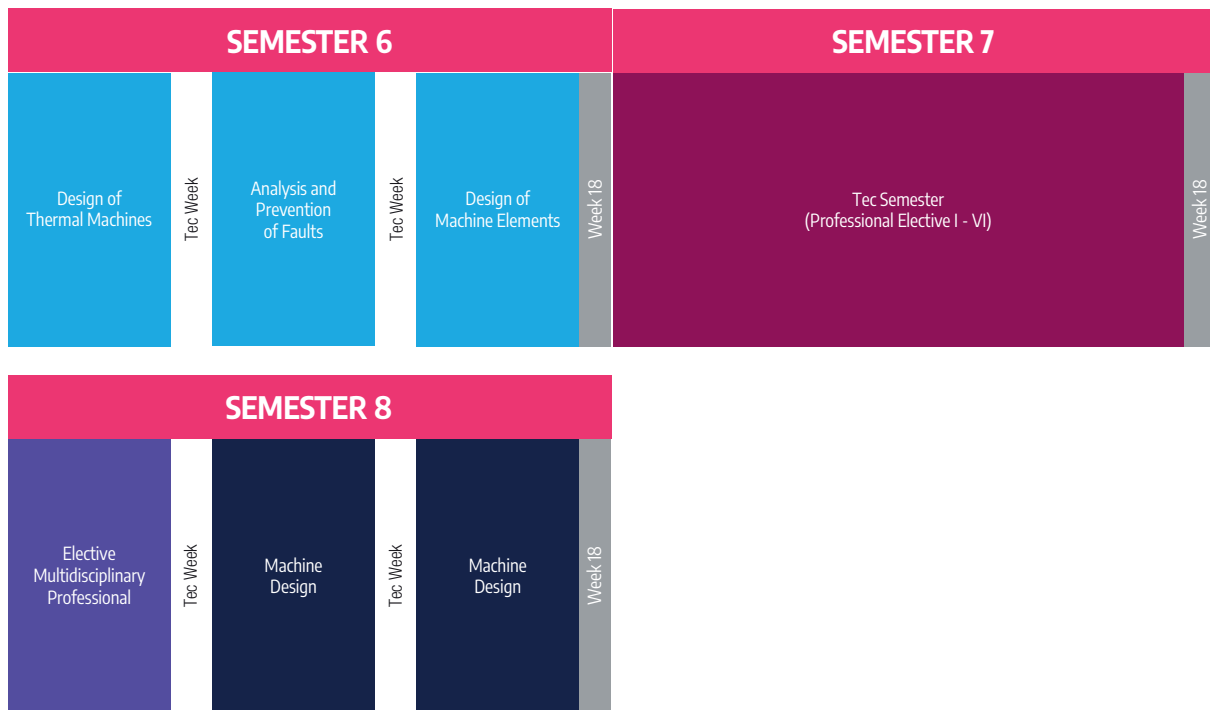 SEMESTER 6
Design of
Thermal Machines
Tec Week
Analysis and
Prevention
of Faults
Tec Week
Design of
Machine Elements
Week 18
SEMESTER 7
Tec Semester
(Professional Elective I - VI)
Week 18
SEMESTER 8
Elective
Multidisciplinary
Professional
Tec Week
Machine
Design
Tec Week
Machine
Design
Week 18